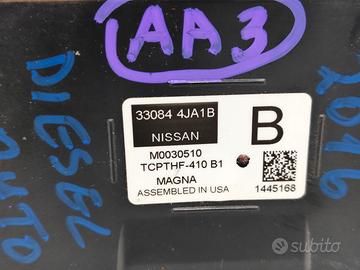 AA3
33084 4JA1B
NISSAN
B
M0030510
TCPTHF-410 B1
MAGNA
ASSEMBLED IN USA
1445168
DIESEL
AUTO
2016
subito